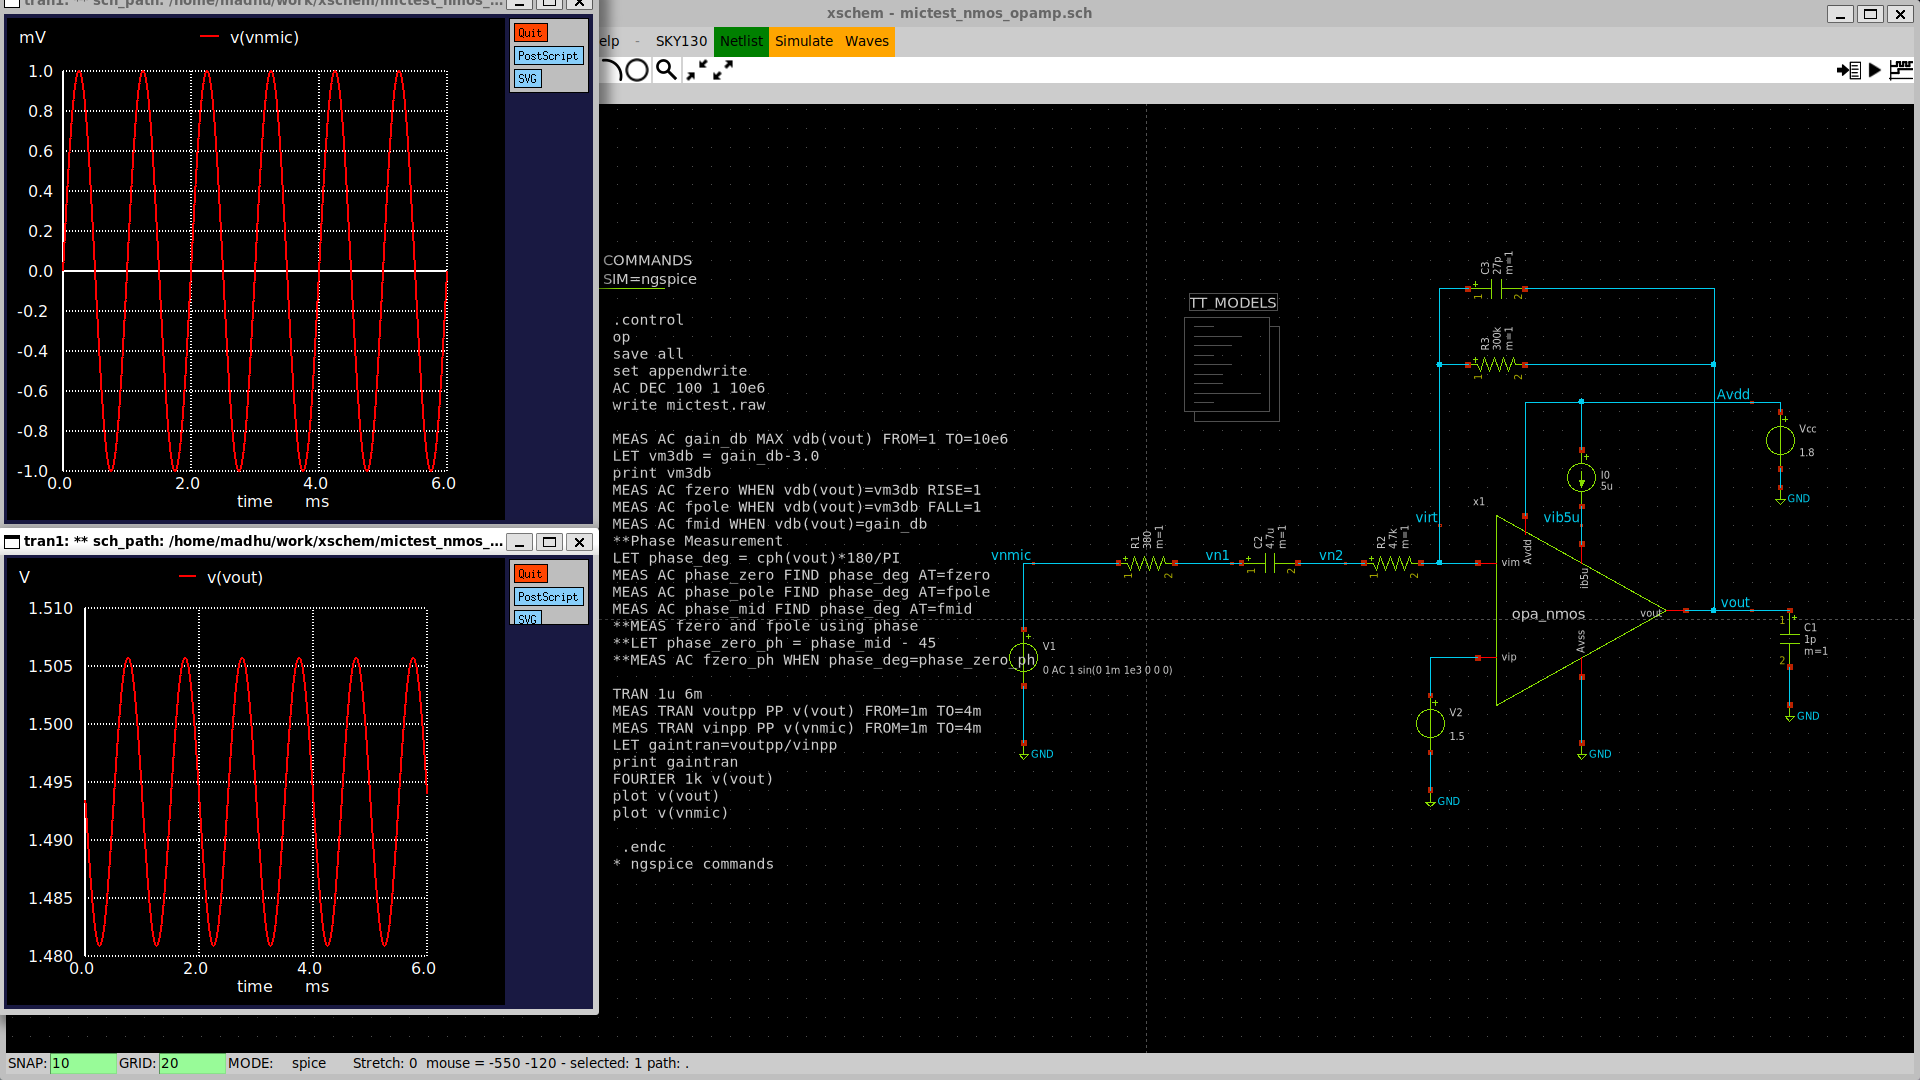 tran1: ** sch_path: /home/madhu/work/xschem/mictest_nmos_...
mV
v(vnmic)
Quit
PostScript
SVG
1.0
0.8
0.6
0.4
0.2
0.0
-0.2
-0.4
-0.6
-0.8
-1.0
0.0 2.0 4.0 6.0
time ms
tran1: ** sch_path: /home/madhu/work/xschem/mictest_nmos_...
V
v(vout)
Quit
PostScript
SVG
1.510
1.505
1.500
1.495
1.490
1.485
1.480
0.0 2.0 4.0 6.0
time ms
xschem - mictest_nmos_opamp.sch
elp - SKY130 Netlist Simulate Waves
COMMANDS
SIM=ngspice
.control
op
save all
set appendwrite
AC DEC 100 1 10e6
write mictest.raw
MEAS AC gain_db MAX vdb(vout) FROM=1 TO=10e6
LET vm3db = gain_db-3.0
print vm3db
MEAS AC fzero WHEN vdb(vout)=vm3db RISE=1
MEAS AC fpole WHEN vdb(vout)=vm3db FALL=1
MEAS AC fmid WHEN vdb(vout)=gain_db
**Phase Measurement
LET phase_deg = cph(vout)*180/PI
MEAS AC phase_zero FIND phase_deg AT=fzero
MEAS AC phase_pole FIND phase_deg AT=fpole
MEAS AC phase_mid FIND phase_deg AT=fmid
**MEAS fzero and fpole using phase
**LET phase_zero_ph = phase_mid - 45
**MEAS AC fzero_ph WHEN phase_deg=phase_zero_ph
TRAN 1u 6m
MEAS TRAN voutpp PP v(vout) FROM=1m TO=4m
MEAS TRAN vinpp PP v(vnmic) FROM=1m TO=4m
LET gaintran=voutpp/vinpp
print gaintran
FOURIER 1k v(vout)
plot v(vout)
plot v(vnmic)
.endc
* ngspice commands
TT_MODELS
C3
27p
m=1
1
2
R3
300k
m=1
1
2
Avdd
Vcc
1.8
GND
I0
5u
vib5u
x1
virt
vnmic
R1
380
m=1
1
2
vn1
C2
4.7u
m=1
1
2
vn2
R2
4.7k
m=1
1
2
vim
Avdd
ib5u
opa_nmos
vout
Avss
vip
vout
1
2
C1
1p
m=1
GND
V1
0 AC 1 sin(0 1m 1e3 0 0 0)
GND
V2
1.5
GND
GND
SNAP: 10 GRID: 20 MODE: spice Stretch: 0 mouse = -550 -120 - selected: 1 path: .